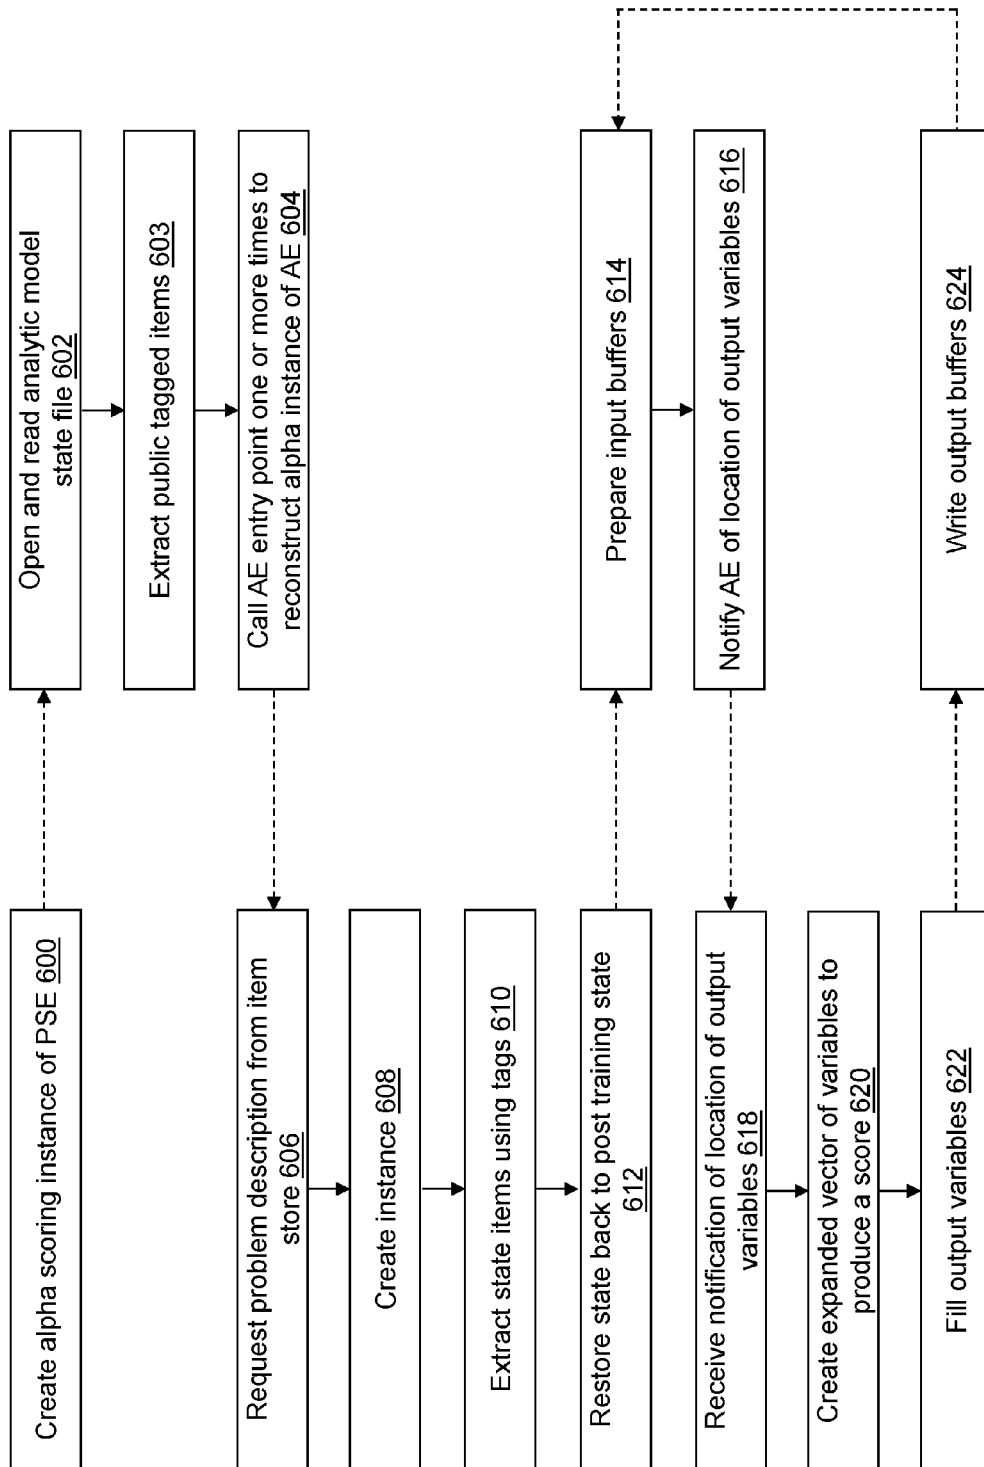 Create alpha scoring instance of PSE 600
Open and read analytic model
state file 602
Extract public tagged items 603
Call AE entry point one or more times to
reconstruct alpha instance of AE 604
Request problem description from item
store 606
Create instance 608
Extract state items using tags 610
Restore state back to post training state
612
Prepare input buffers 614
Notify AE of location of output variables 616
Receive notification of location of output
variables 618
Create expanded vector of variables to
produce a score 620
Fill output variables 622
Write output buffers 624